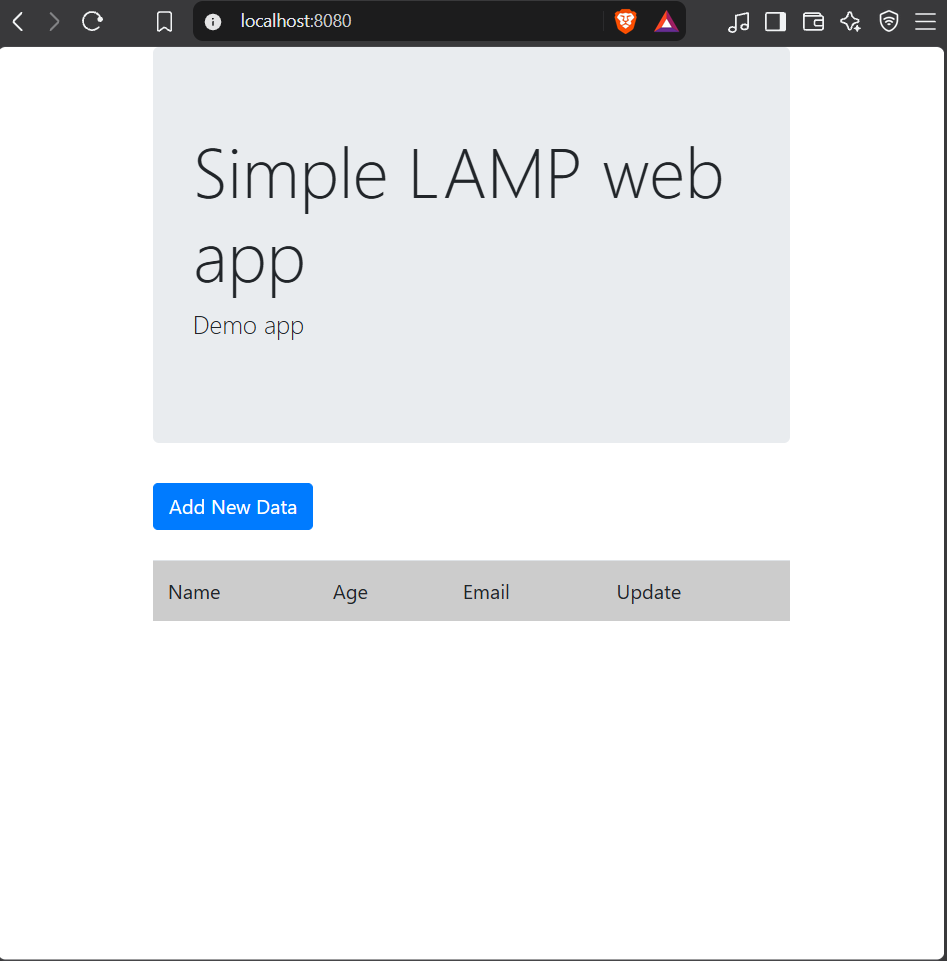 localhost:8080
Simple LAMP web
app
Demo app
Add New Data
Name Age Email Update